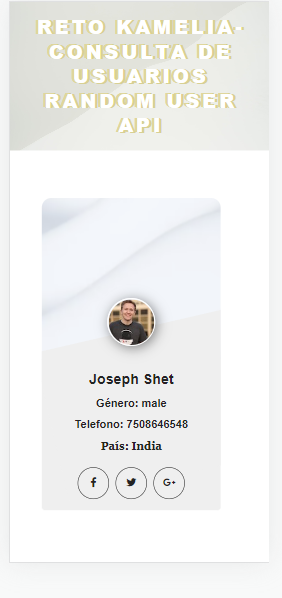 RETO KAMELIA-
CONSULTA DE
USUARIOS
RANDOM USER
API
Joseph Shet
Género: male
Telefono: 7508646548
País: India